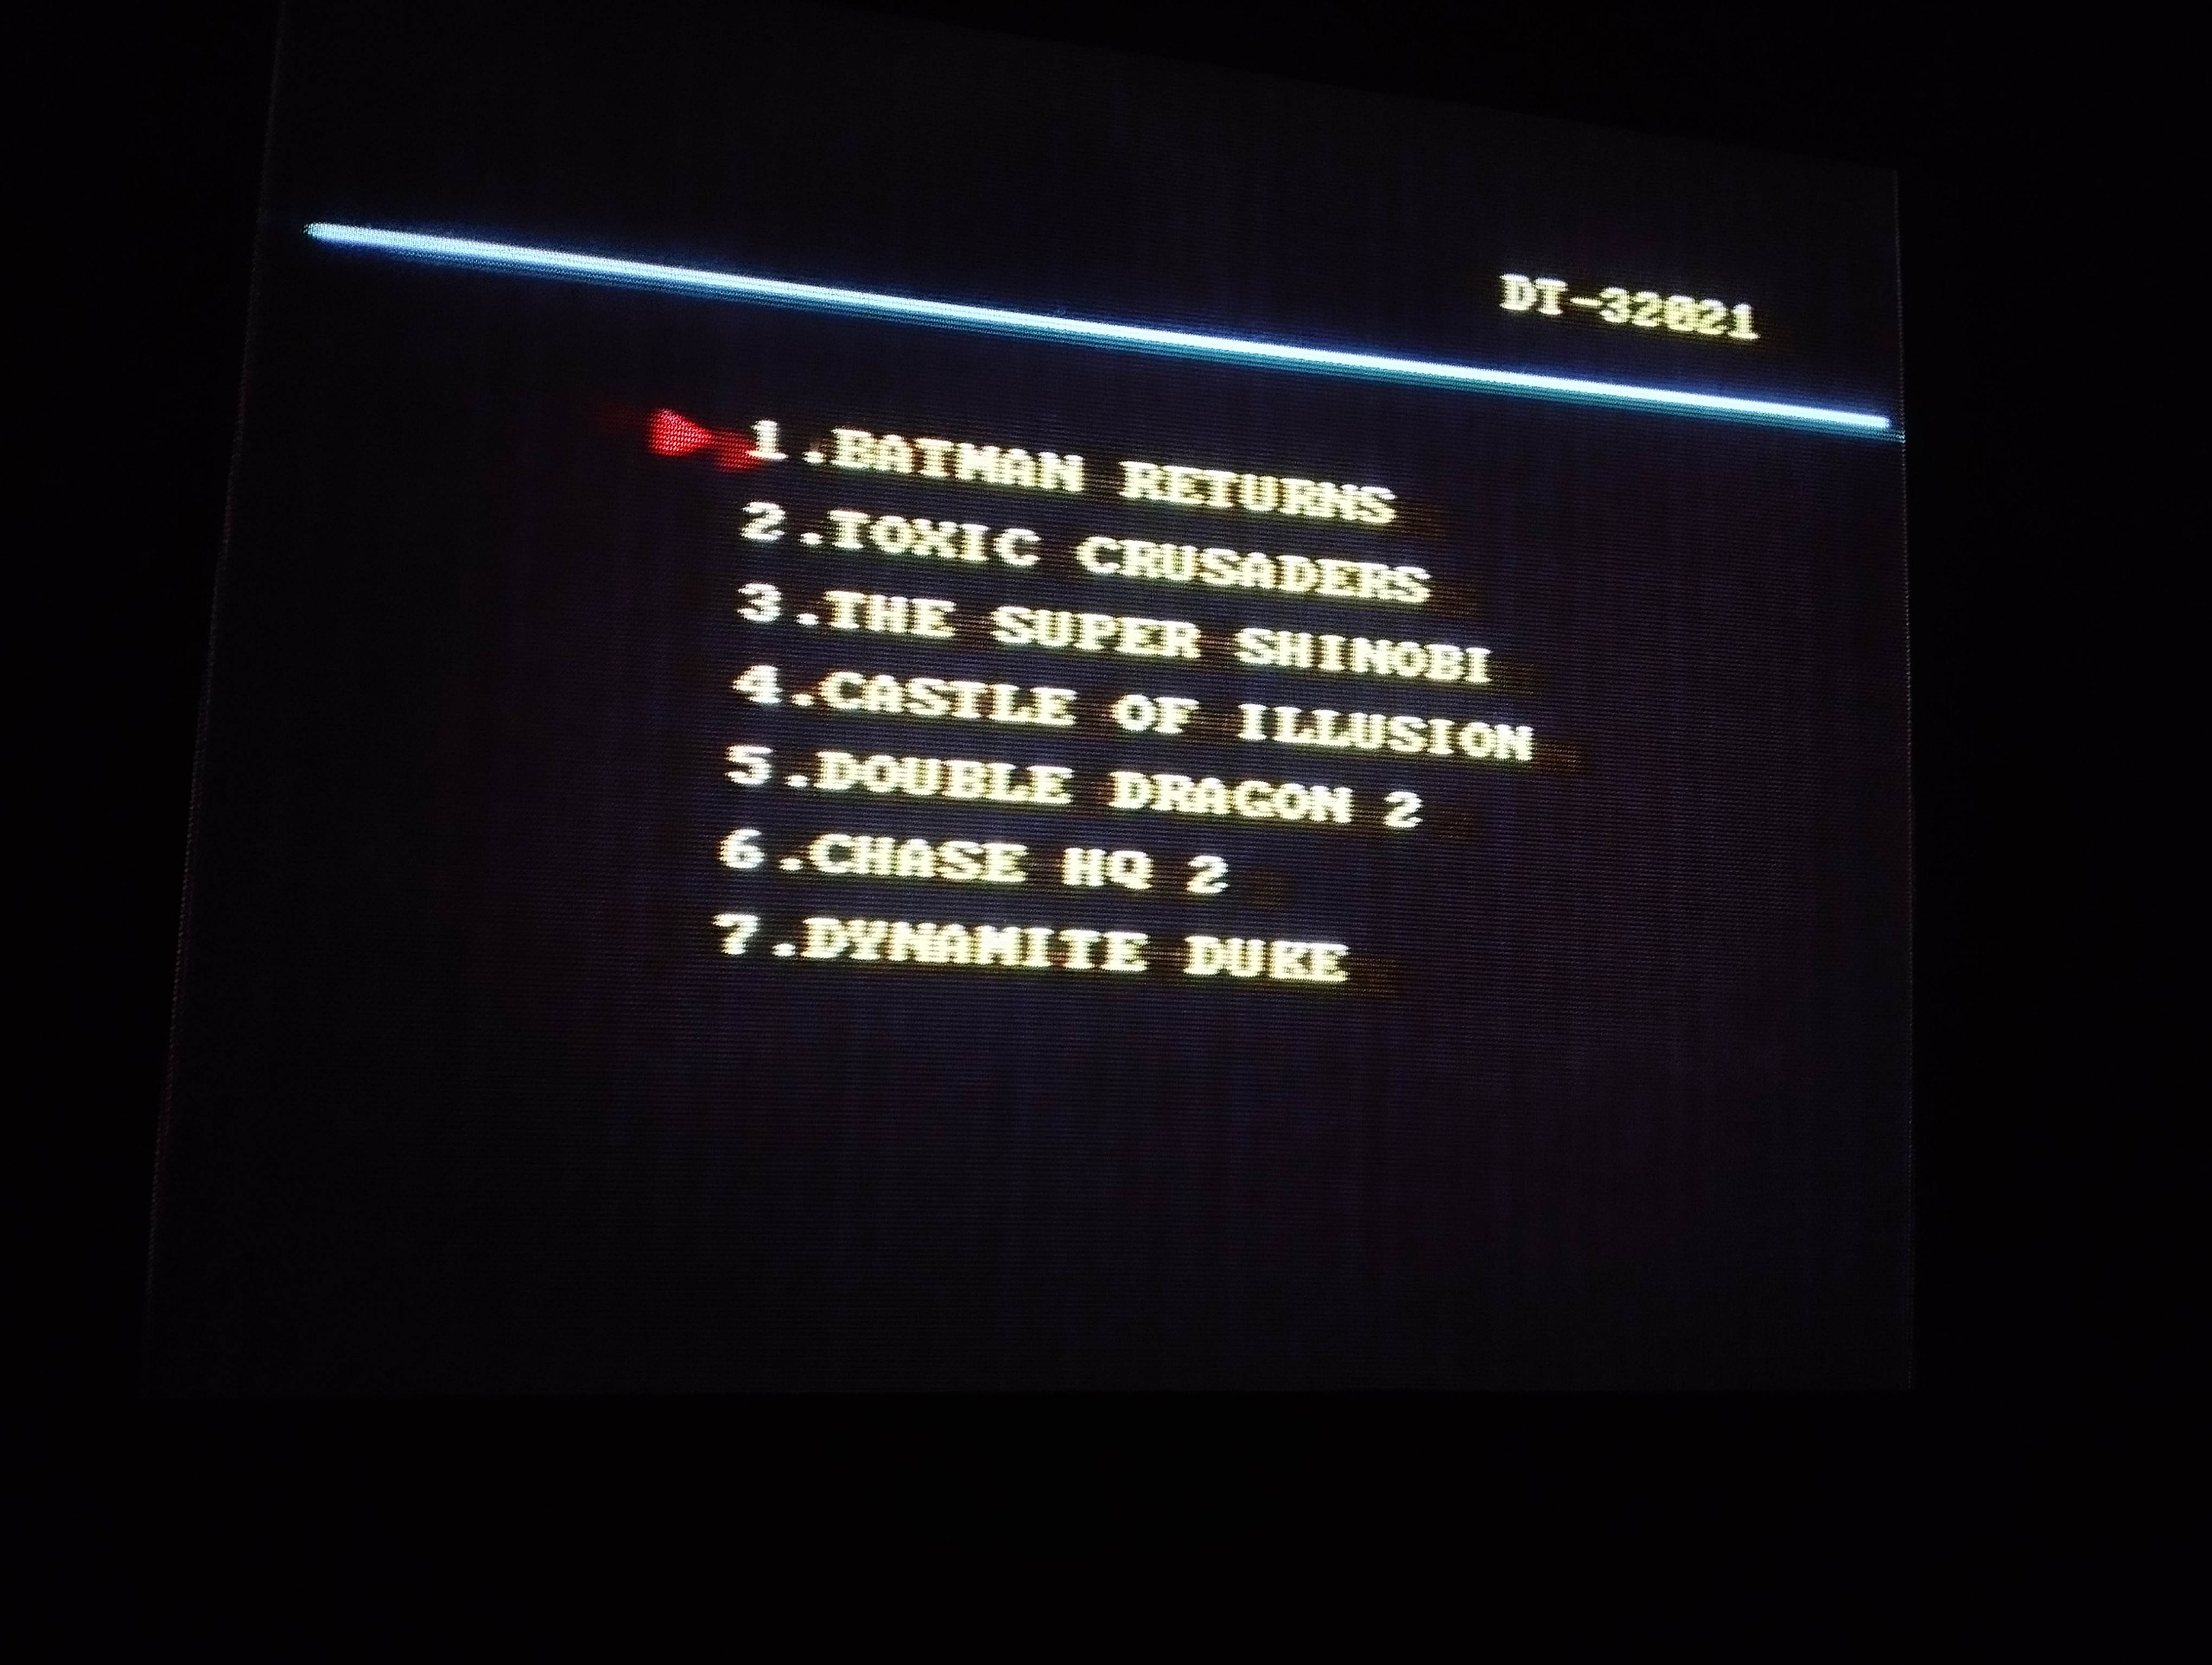 DT-32021
1.BATMAN RETURNS
2.TOXIC CRUSADERS
3.THE SUPER SHINOBI
4.CASTLE OF ILLUSION
5.DOUBLE DRAGON 2
6.CHASE HQ 2
7.DYNAMITE DUKE